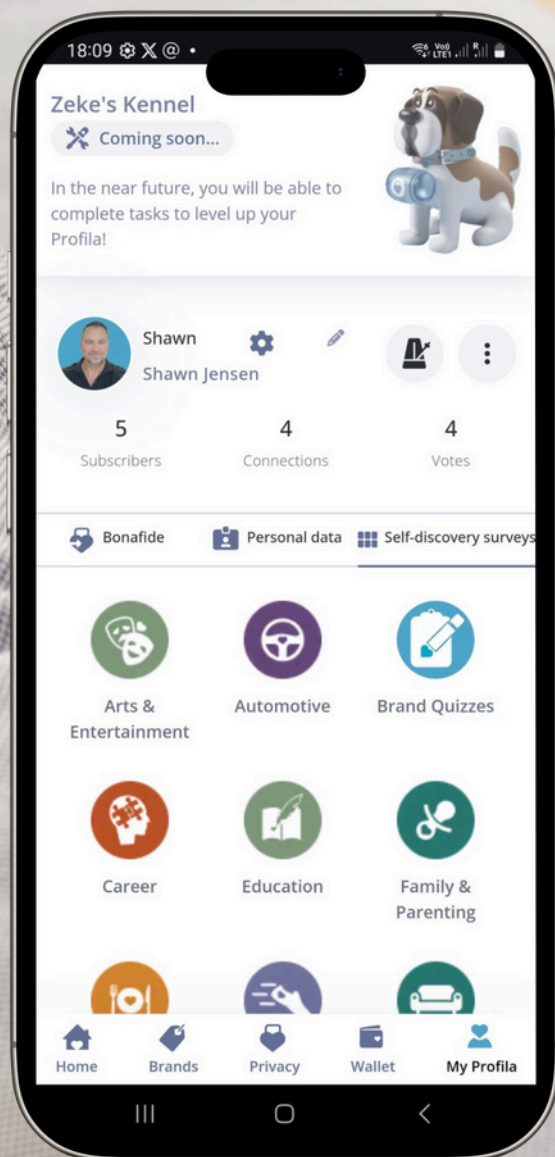 18:09
Vo))
LTE1
R
Zeke's Kennel
Coming soon...
In the near future, you will be able to
complete tasks to level up your
Profila!
Shawn
Shawn Jensen
5
4
4
Subscribers
Connections
Votes
Bonafide
Personal data
Self-discovery surveys
Arts &
Entertainment
Automotive
Brand Quizzes
Career
Education
Family &
Parenting
Home
Brands
Privacy
Wallet
My Profila